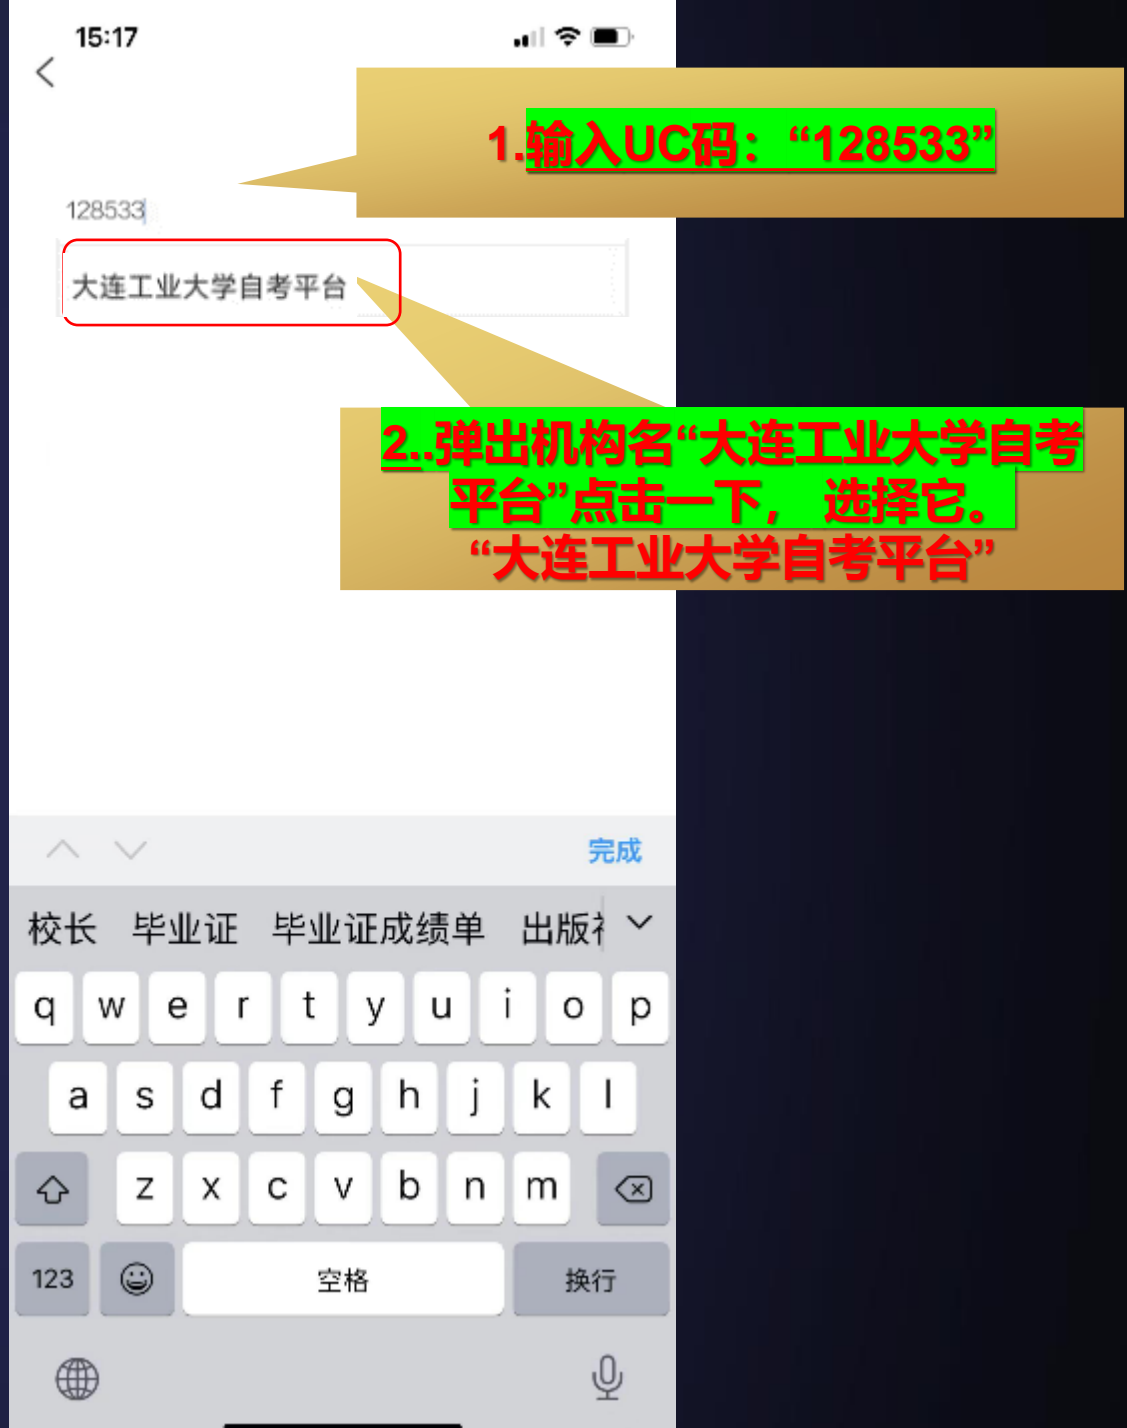 15:17
1.输入UC码：“128533”
128533
大连工业大学自考平台
2..弹出机构名“大连工业大学自考
平台”点击一下， 选择它。
“大连工业大学自考平台”
完成
校长 毕业证 毕业证成绩单 出版
q w e r t y u i o p
a s d f g h j k l
z x c v b n m
123 空格 换行